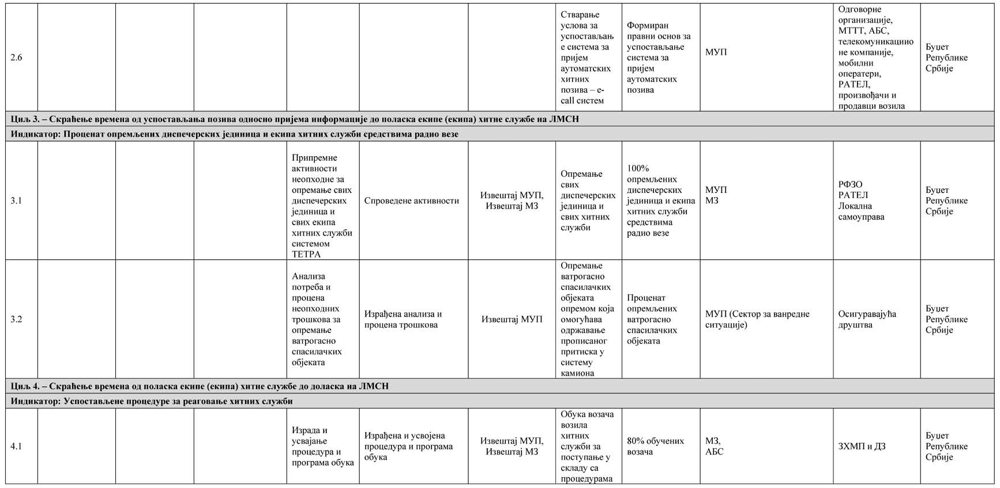 2.6
Стварање
услова за
успостављањ
е система за
пријем
аутоматских
хитних
позива – e-
call систем
Формиран
правни основ за
успостављање
система за
пријем
аутоматских
позива
МУП
Одговорне
организације,
МТТТ, АБС,
телекомуникациио
не компаније,
мобилни
оператери,
РАТЕЛ,
произвођачи и
продавци возила
Буџет
Републике
Србије
Циљ 3. – Скраћење времена од успостављања позива односно пријема информације до поласка екипе (екипа) хитне службе на ЛМСН
Индикатор: Проценат опремљених диспечерских јединица и екипа хитних служби средствима радио везе
3.1
Припремне
активности
неопходне за
опремање свих
диспечерских
јединица и
свих екипа
хитних служби
системом
ТЕТРА
Спроведене активности
Извештај МУП,
Извештај МЗ
Опремање
свих
диспечерских
јединица и
свих хитних
служби
100%
опремљених
диспечерских
јединица и екипа
хитних служби
средствима
радио везе
МУП
МЗ
РФЗО
РАТЕЛ
Локална
самоуправа
Буџет
Републике
Србије
3.2
Анализа
потреба и
процена
неопходних
трошкова за
опремање
ватрогасно
спасилачких
објеката
Израђена анализа и
процена трошкова
Извештај МУП
Опремање
ватрогасно
спасилачких
објеката
опремом која
омогућава
одржавање
прописаног
притиска у
систему
камиона
Проценат
опремљених
ватрогасно
спасилачких
објеката
МУП (Сектор за ванредне
ситуације)
Осигуравајућа
друштва
Буџет
Републике
Србије
Циљ 4. – Скраћење времена од поласка екипе (екипа) хитне службе до доласка на ЛМСН
Индикатор: Успостављене процедуре за реаговање хитних служби
4.1
Израда и
усвајање
процедура и
програма обука
Израђена и усвојена
процедура и програма
обука
Извештај МУП,
Извештај МЗ
Обука возача
возила
хитних
служби за
поступање у
складу са
процедурама
80% обучених
возача
МЗ,
АБС
ЗХМП и ДЗ
Буџет
Републике
Србије